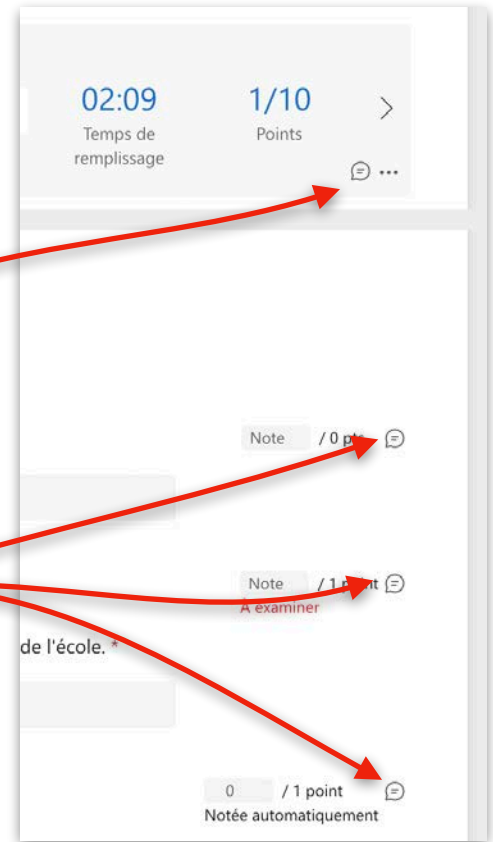 02:09
1/10
Temps de
remplissage
Points
Note / 0
Note / 1
À examiner
de l'école. *
0 / 1 point
Notée automatiquement